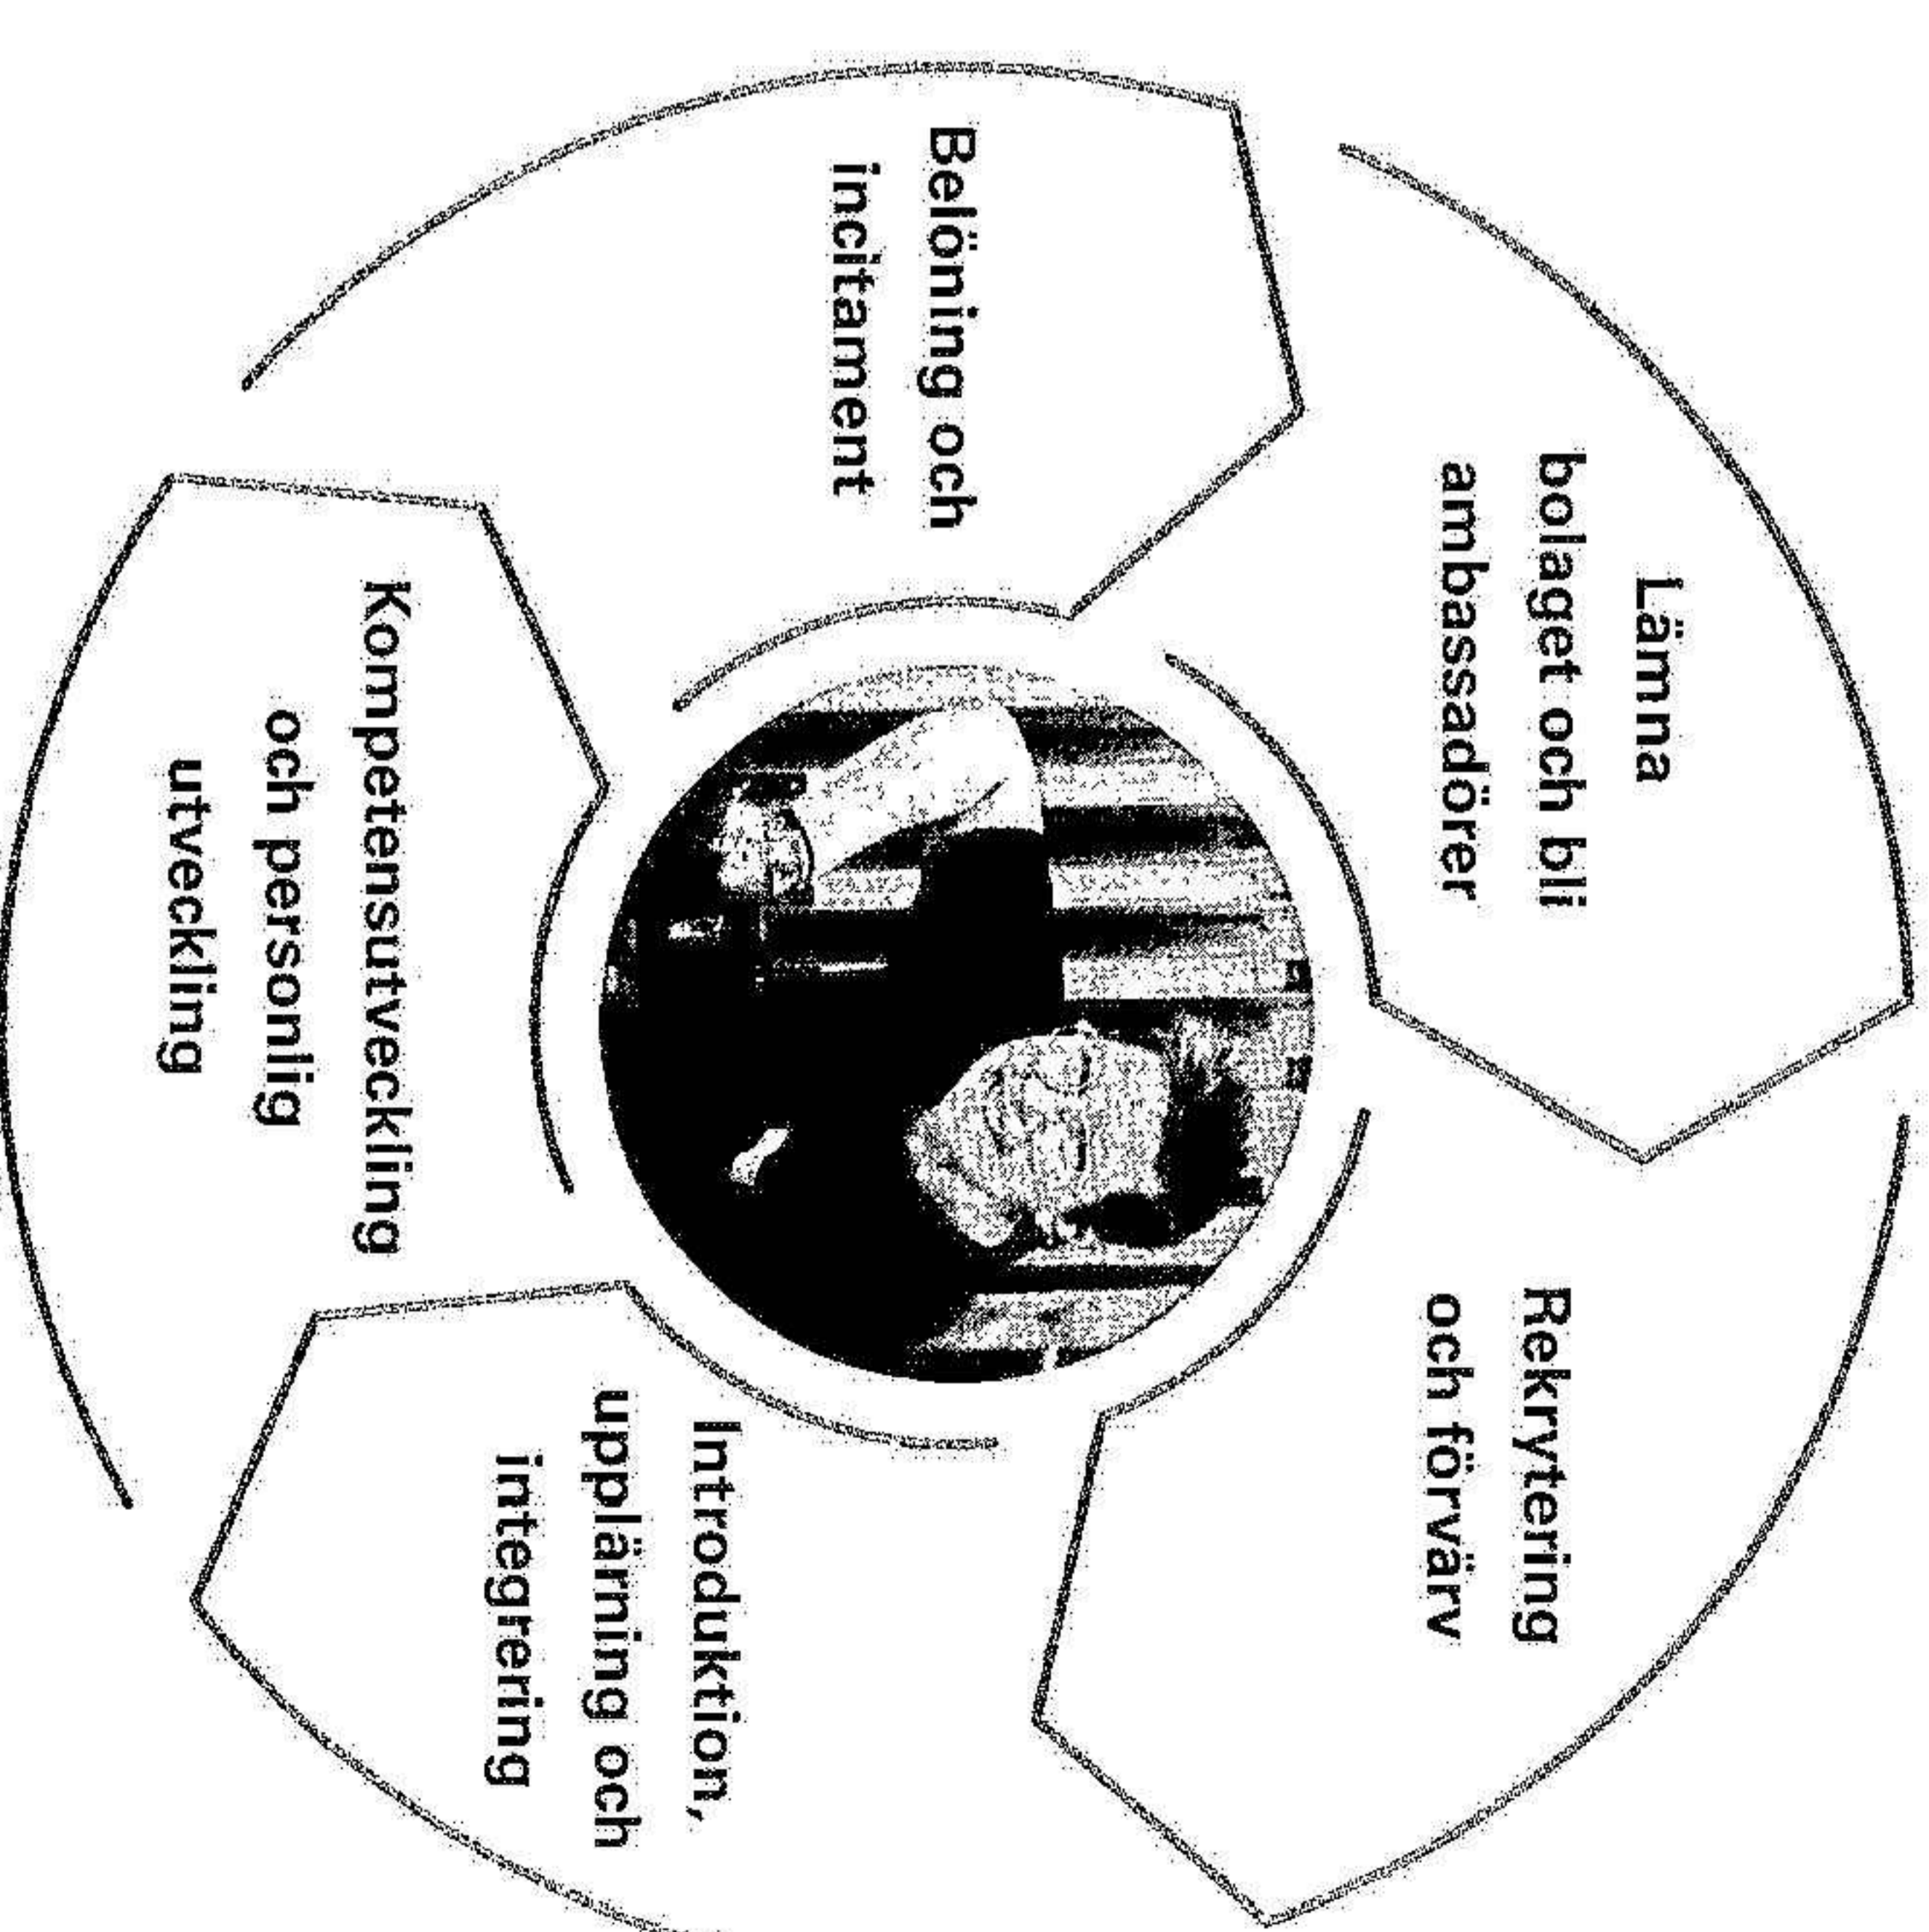 Rekrytering
och förvärv
Introduktion,
upplärning och
integrering
Kompetensutveckling
och personlig
utveckling
Belöning och
incitament
Lämna
bolaget och bli
ambassadörer